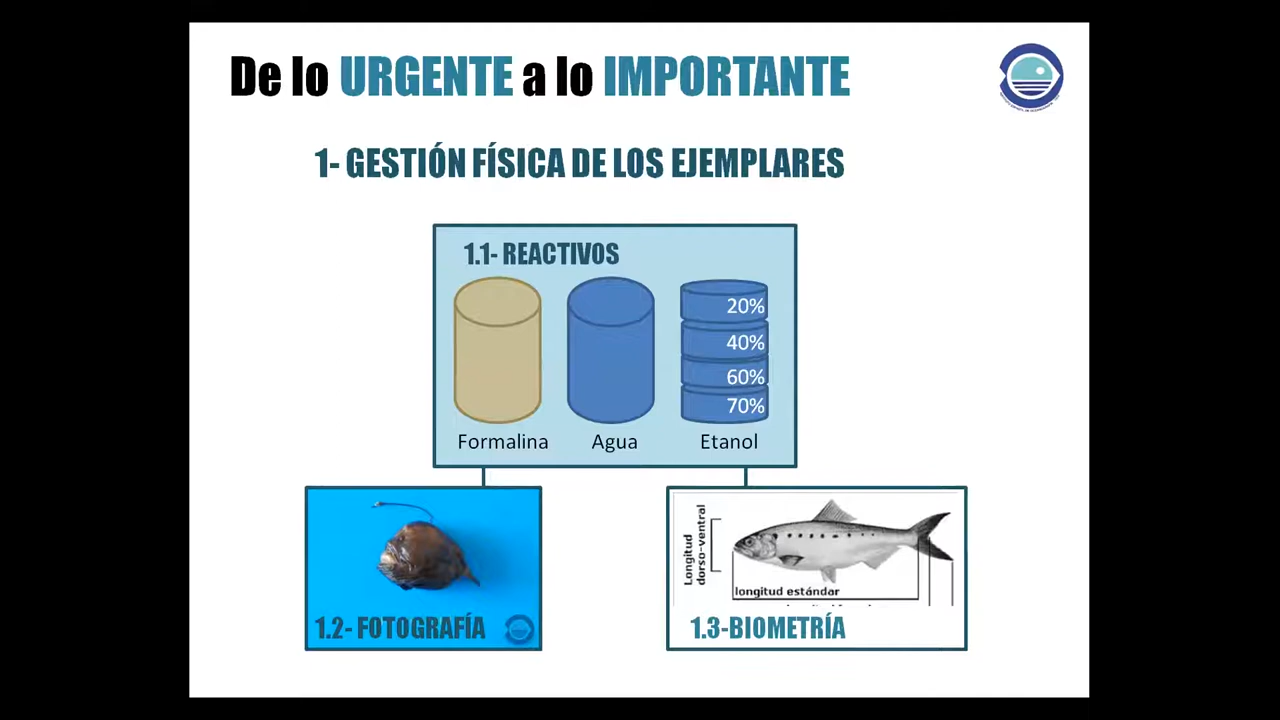 De lo URGENTE a lo IMPORTANTE
1- GESTIÓN FÍSICA DE LOS EJEMPLARES
1.1- REACTIVOS
20%
40%
60%
70%
Formalina
Agua
Etanol
1.2- FOTOGRAFÍA
Longitud
dorso-ventral
longitud estándar
1.3-BIOMETRÍA